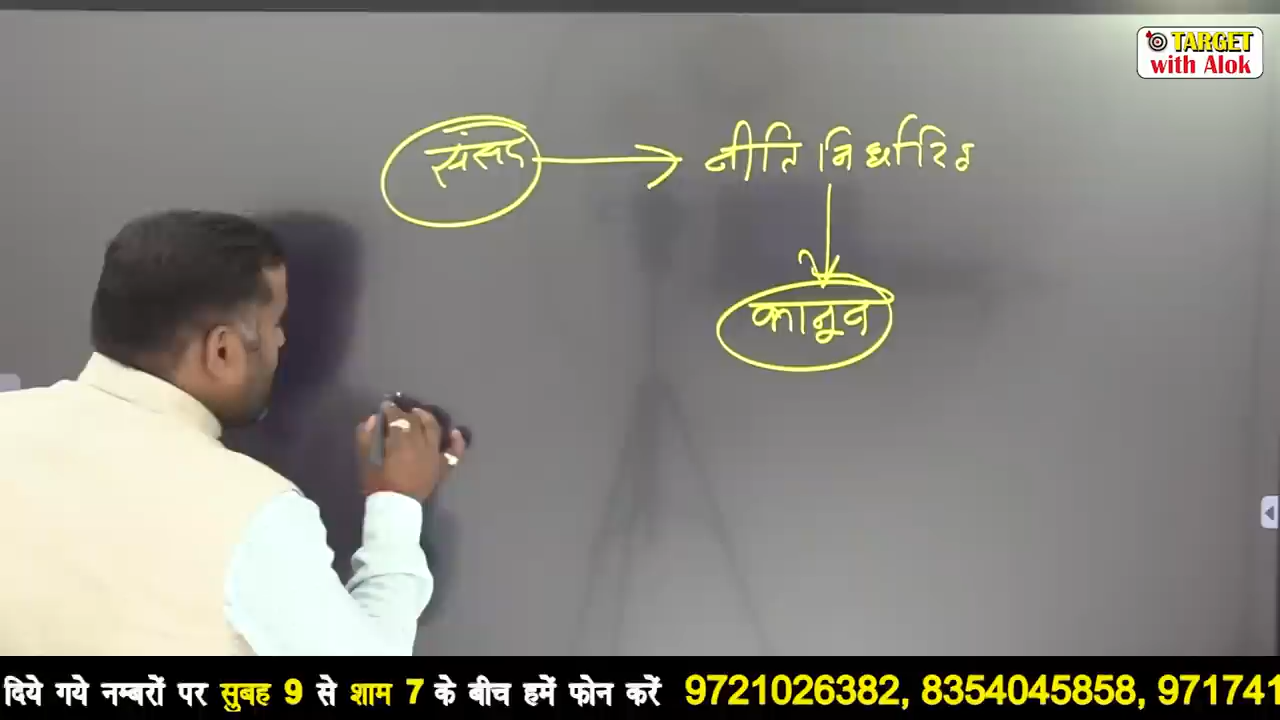 TARGET
with Alok
संसद नीति निर्धारित
कानून
दिये गये नम्बरों पर सुबह 9 से शाम 7 के बीच हमें फोन करें 9721026382, 8354045858, 971741